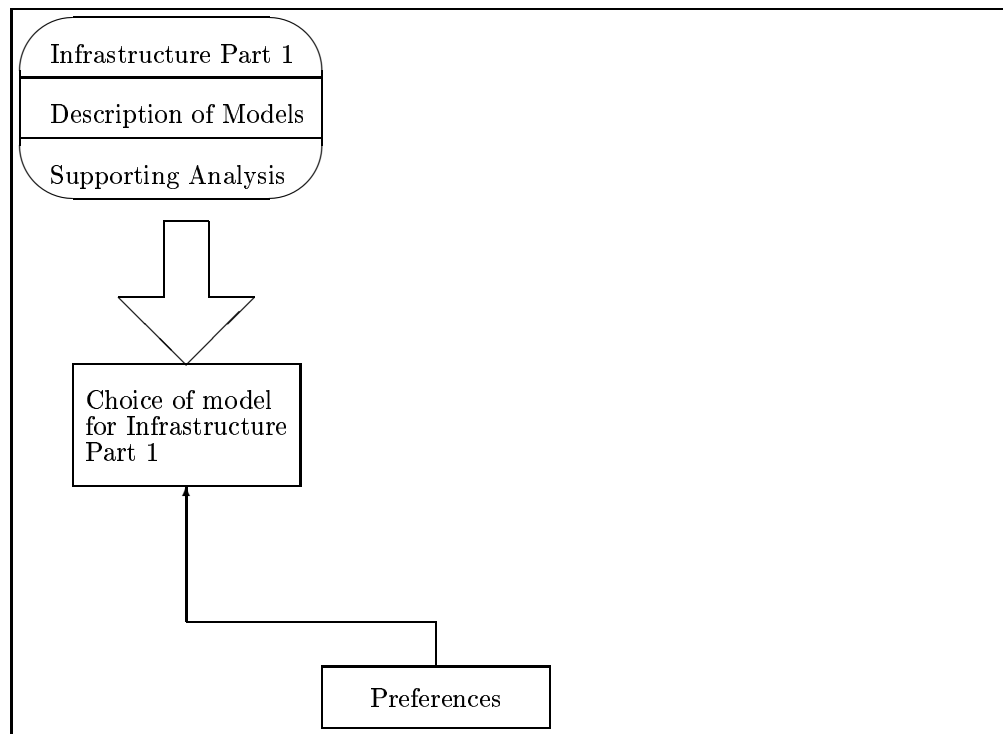 Infrastructure Part 1
Description of Models
Supporting Analysis
Choice of model
for Infrastructure
Part 1
Preferences